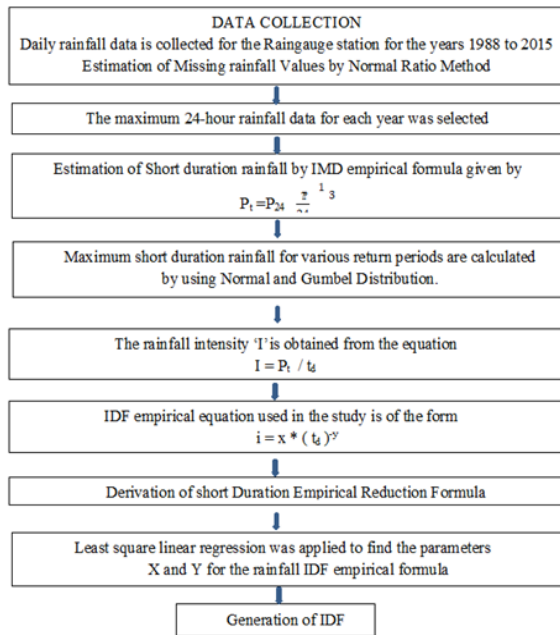 DATA COLLECTION
Daily rainfall data is collected for the Raingauge station for the years 1988 to 2015
Estimation of Missing rainfall Values by Normal Ratio Method
The maximum 24-hour rainfall data for each year was selected
Estimation of Short duration rainfall by IMD empirical formula given by
Pt =P24 1 3
Maximum short duration rainfall for various return periods are calculated
by using Normal and Gumbel Distribution.
The rainfall intensity ‘I’ is obtained from the equation
I = Pt / td
IDF empirical equation used in the study is of the form
i = x * ( td )-y
Derivation of short Duration Empirical Reduction Formula
Least square linear regression was applied to find the parameters
X and Y for the rainfall IDF empirical formula
Generation of IDF